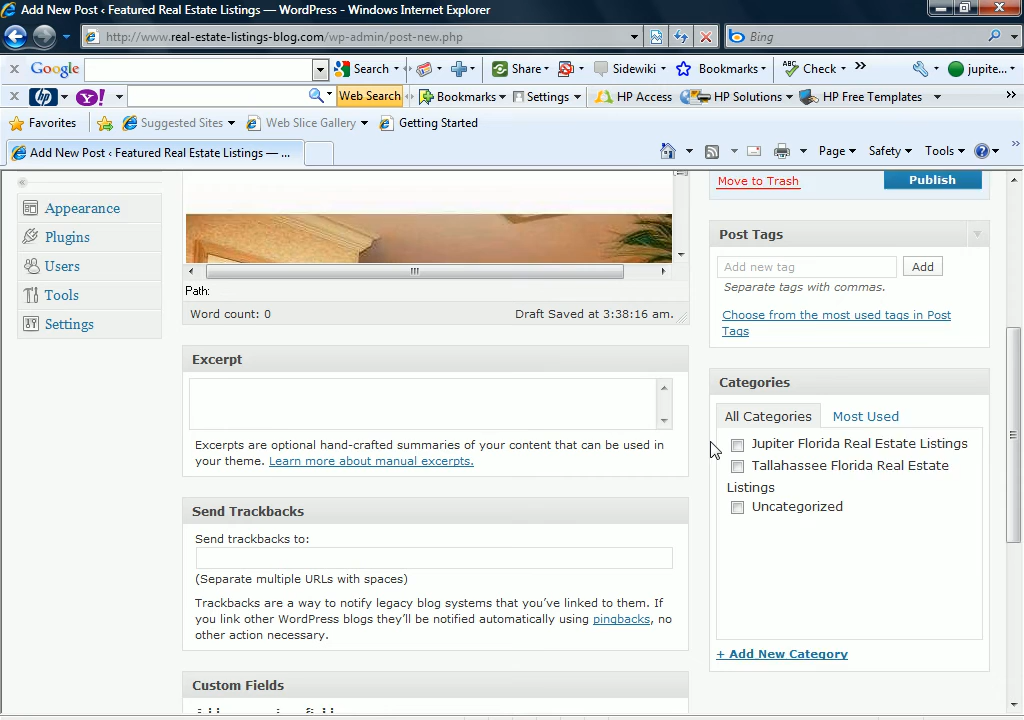 Add New Post ‹ Featured Real Estate Listings — WordPress - Windows Internet Explorer
http://www.real-estate-listings-blog.com/wp-admin/post-new.php
Bing
Google
Search
Share
Sidewiki
Bookmarks
Check
jupite...
hp
Y!
Web Search
Bookmarks
Settings
HP Access
HP Solutions
HP Free Templates
Favorites
Suggested Sites
Web Slice Gallery
Getting Started
Add New Post ‹ Featured Real Estate Listings — ...
Page
Safety
Tools
Appearance
Plugins
Users
Tools
Settings
Path:
Word count: 0
Draft Saved at 3:38:16 am.
Excerpt
Excerpts are optional hand-crafted summaries of your content that can be used in
your theme. Learn more about manual excerpts.
Send Trackbacks
Send trackbacks to:
(Separate multiple URLs with spaces)
Trackbacks are a way to notify legacy blog systems that you've linked to them. If
you link other WordPress blogs they'll be notified automatically using pingbacks, no
other action necessary.
Custom Fields
Move to Trash
Publish
Post Tags
Add new tag
Add
Separate tags with commas.
Choose from the most used tags in Post
Tags
Categories
All Categories
Most Used
Jupiter Florida Real Estate Listings
Tallahassee Florida Real Estate
Listings
Uncategorized
+ Add New Category